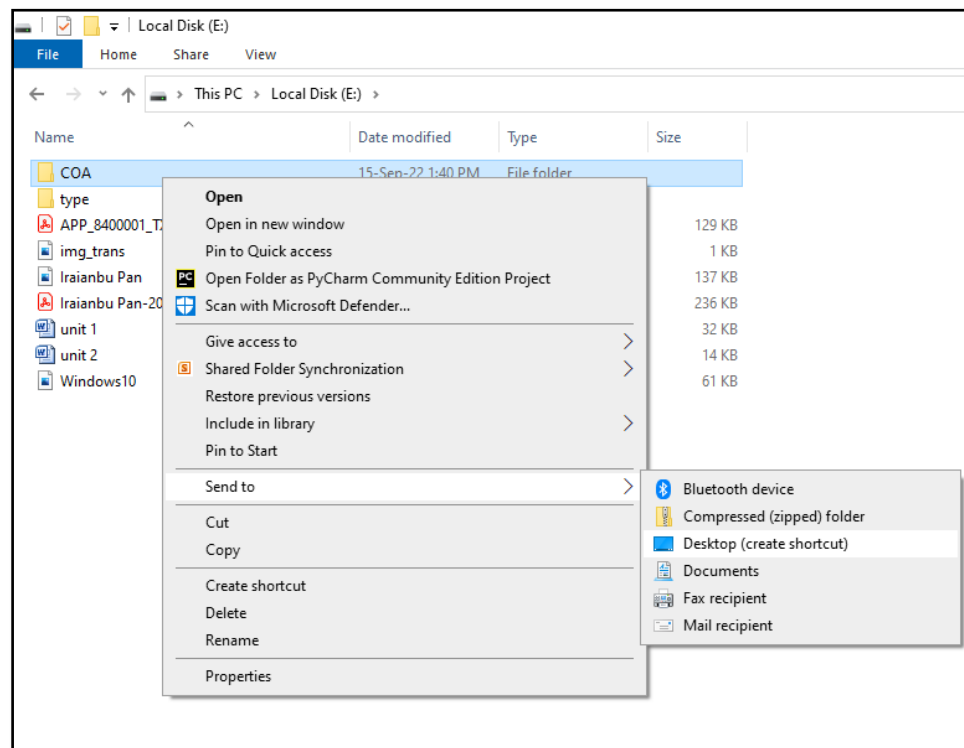 Local Disk (E:)
File Home Share View
This PC > Local Disk (E:) >
Name Date modified Type Size
COA 15-Sep-22 1:40 PM File folder
type
APP_8400001_T 129 KB
img_trans 1 KB
Iraianbu Pan 137 KB
Iraianbu Pan-20 236 KB
unit 1 32 KB
unit 2 14 KB
Windows10 61 KB
Open
Open in new window
Pin to Quick access
PC Open Folder as PyCharm Community Edition Project
Scan with Microsoft Defender...
Give access to
S Shared Folder Synchronization
Restore previous versions
Include in library
Pin to Start
Send to
Cut
Copy
Create shortcut
Delete
Rename
Properties
Bluetooth device
Compressed (zipped) folder
Desktop (create shortcut)
Documents
Fax recipient
Mail recipient